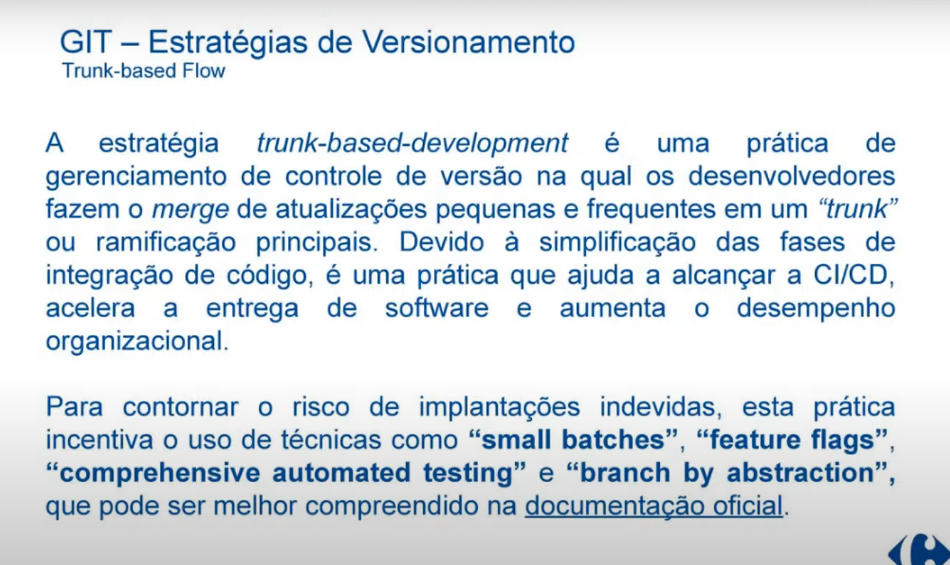 GIT – Estratégias de Versionamento
Trunk-based Flow
A estratégia trunk-based-development é uma prática de
gerenciamento de controle de versão na qual os desenvolvedores
fazem o merge de atualizações pequenas e frequentes em um “trunk”
ou ramificação principais. Devido à simplificação das fases de
integração de código, é uma prática que ajuda a alcançar a CI/CD,
acelera a entrega de software e aumenta o desempenho
organizacional.
Para contornar o risco de implantações indevidas, esta prática
incentiva o uso de técnicas como “small batches”, “feature flags”,
“comprehensive automated testing” e “branch by abstraction”,
que pode ser melhor compreendido na documentação oficial.